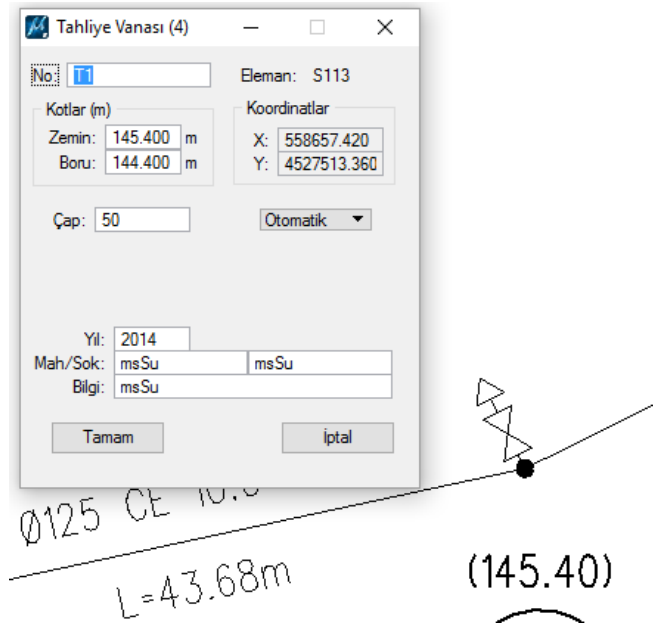 Tahliye Vanası (4)
No: T1 Eleman: S113
Kotlar (m) Koordinatlar
Zemin: 145.400 m X: 558657.420
Boru: 144.400 m Y: 4527513.360
Çap: 50 Otomatik
Yıl: 2014
Mah/Sok: msSu msSu
Bilgi: msSu
Tamam İptal
Ø125 CE
L=43.68m
(145.40)